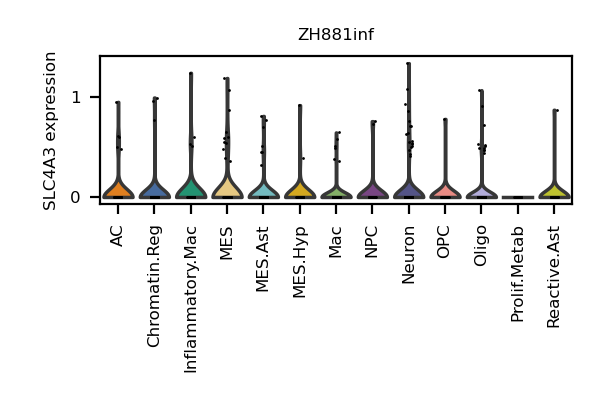 ZH881inf
SLC4A3 expression
1
0
AC
Chromatin.Reg
Inflammatory.Mac
MES
MES.Ast
MES.Hyp
Mac
NPC
Neuron
OPC
Oligo
Prolif.Metab
Reactive.Ast